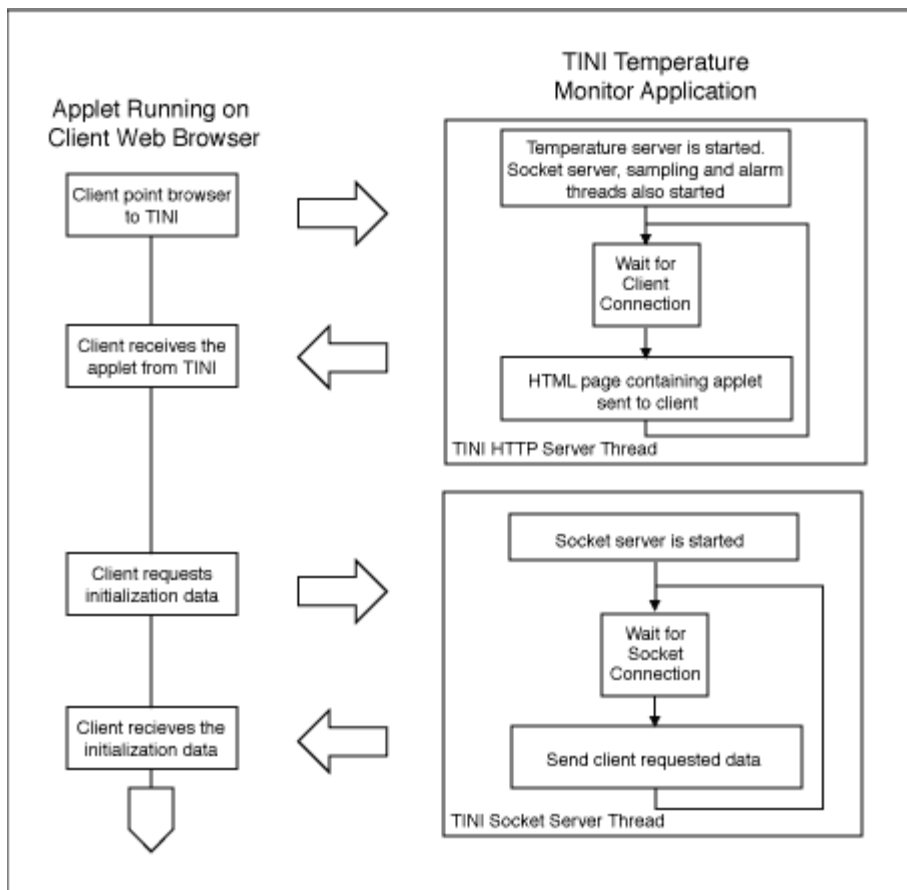 Applet Running on
Client Web Browser
Client point browser
to TINI
Client receives the
applet from TINI
Client requests
initialization data
Client recieves the
initialization data
TINI Temperature
Monitor Application
Temperature server is started.
Socket server, sampling and alarm
threads also started
Wait for
Client
Connection
HTML page containing applet
sent to client
TINI HTTP Server Thread
Socket server is started
Wait for
Socket
Connection
Send client requested data
TINI Socket Server Thread